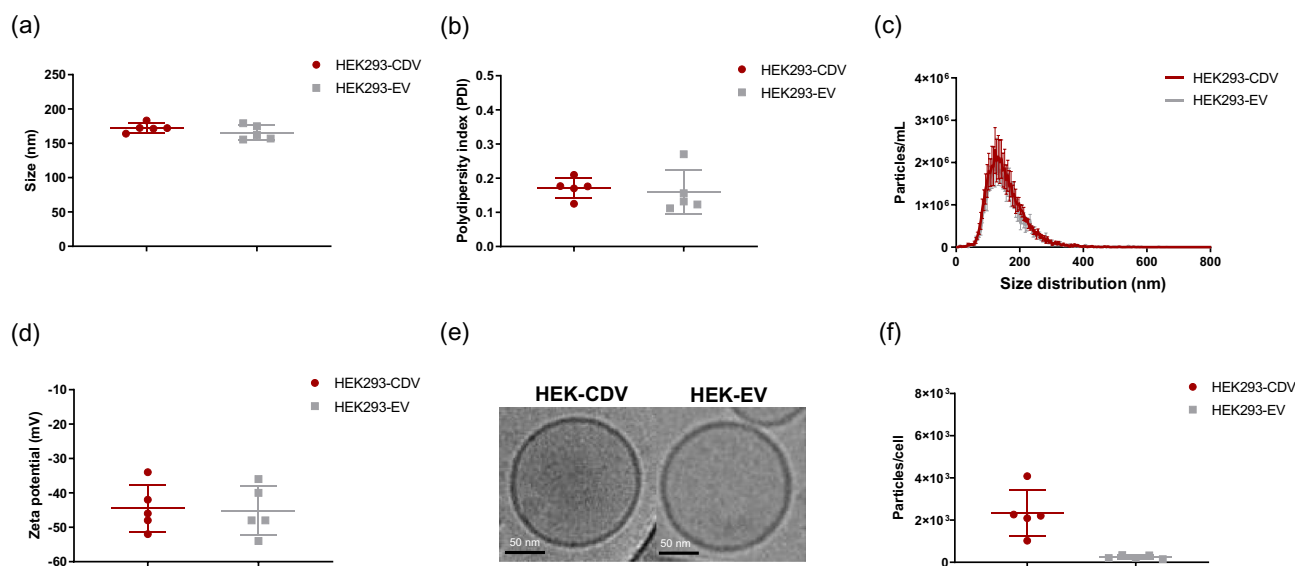 (a)
HEK293-CDV
HEK293-EV
250
200
150
100
50
0
Size (nm)
(b)
HEK293-CDV
HEK293-EV
0.5
0.4
0.3
0.2
0.1
0.0
Polydipersity index (PDI)
(c)
HEK293-CDV
HEK293-EV
4×10⁶
3×10⁶
2×10⁶
1×10⁶
0
Particles/mL
0 200 400 600 800
Size distribution (nm)
(d)
HEK293-CDV
HEK293-EV
-10
-20
-30
-40
-50
-60
Zeta potential (mV)
(e)
HEK-CDV HEK-EV
50 nm 50 nm
(f)
HEK293-CDV
HEK293-EV
8×10³
6×10³
4×10³
2×10³
0
Particles/cell